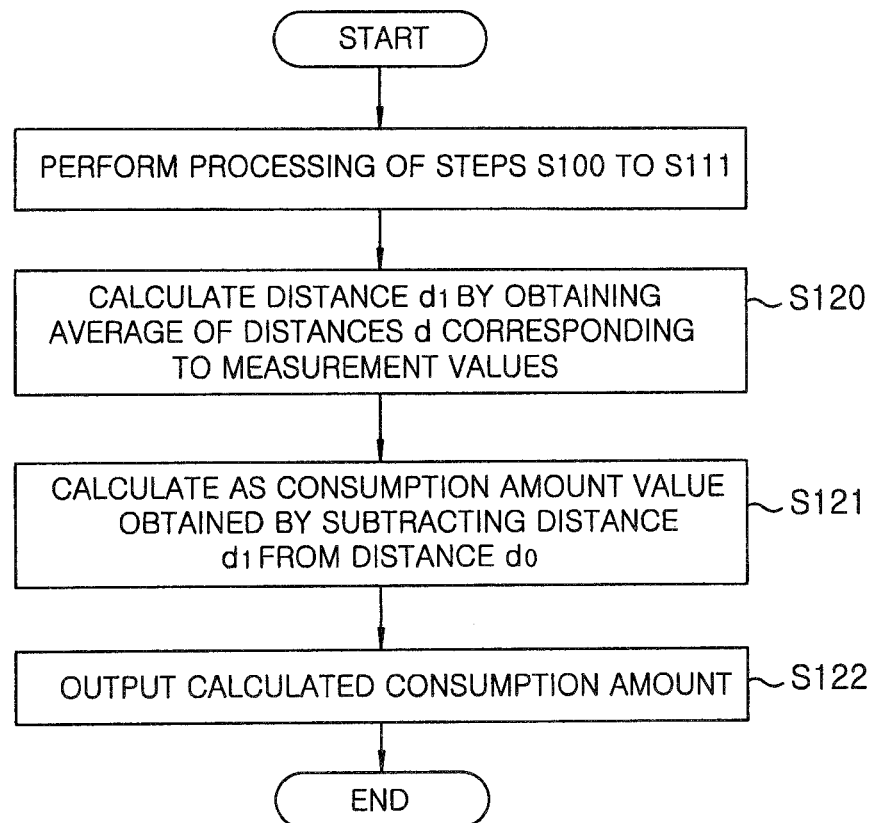 START
PERFORM PROCESSING OF STEPS S100 TO S111
CALCULATE DISTANCE d1 BY OBTAINING
AVERAGE OF DISTANCES d CORRESPONDING
TO MEASUREMENT VALUES
S120
CALCULATE AS CONSUMPTION AMOUNT VALUE
OBTAINED BY SUBTRACTING DISTANCE
d1 FROM DISTANCE d0
S121
OUTPUT CALCULATED CONSUMPTION AMOUNT
S122
END